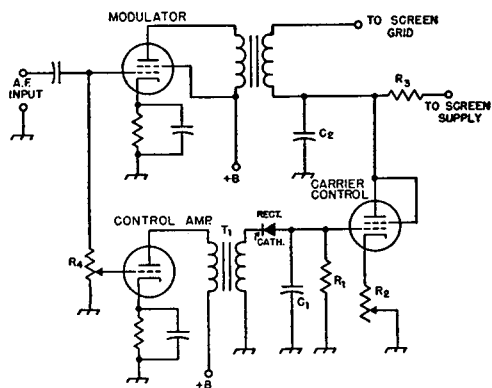 MODULATOR
TO SCREEN
GRID
A.F.
INPUT
R3
TO SCREEN
SUPPLY
C2
+B
CARRIER
CONTROL
CONTROL AMP.
T1
RECT.
CATH.
R4
C1
R1
R2
+B